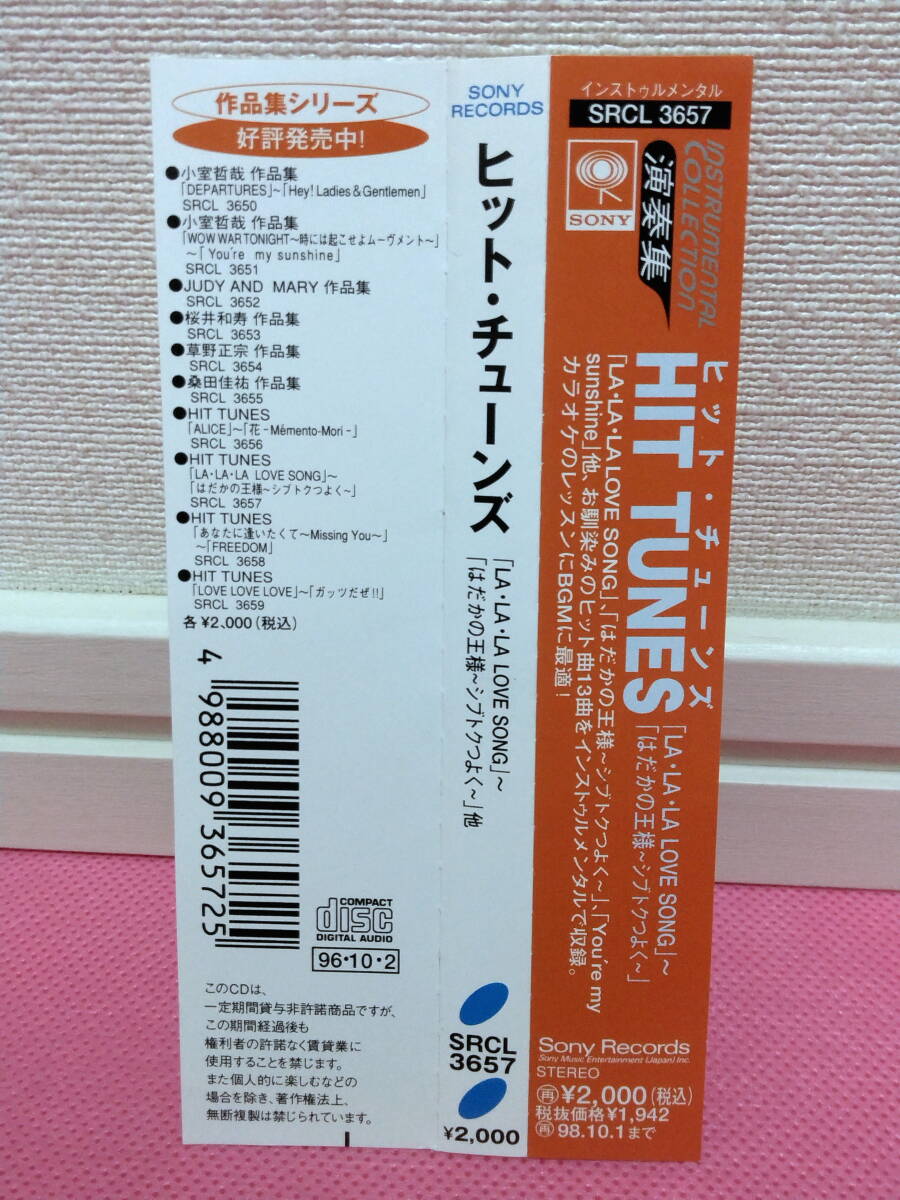 作品集シリーズ
好評発売中!
●小室哲哉 作品集
「DEPARTURES」~「Hey! Ladies & Gentlemen」
SRCL 3650
●小室哲哉 作品集
「WOW WAR TONIGHT~時には起こせよムーヴメント~」
~「You're my sunshine」
SRCL 3651
●JUDY AND MARY 作品集
SRCL 3652
●桜井和寿 作品集
SRCL 3653
●草野正宗 作品集
SRCL 3654
●桑田佳祐 作品集
SRCL 3655
●HIT TUNES
「ALICE」~「花 -Mémento-Mori-」
SRCL 3656
●HIT TUNES
「LA・LA・LA LOVE SONG」~
「はだかの王様~シブトクつよく~」
SRCL 3657
●HIT TUNES
「あなたに逢いたくて~Missing You~」
~「FREEDOM」
SRCL 3658
●HIT TUNES
「LOVE LOVE LOVE」~「ガッツだぜ!!」
SRCL 3659
各¥2,000(税込)
4 988009 365725
COMPACT
disc
DIGITAL AUDIO
96・10・2
このCDは、
一定期間貸与非許諾商品ですが、
この期間経過後も
権利者の許諾なく賃貸業に
使用することを禁じます。
また個人的に楽しむなどの
場合を除き、著作権法上、
無断複製は禁じられています。
SONY
RECORDS
ヒット・チューンズ
「LA・LA・LA LOVE SONG」~
「はだかの王様~シブトクつよく~」他
SRCL
3657
¥2,000
インストゥルメンタル
SRCL 3657
SONY
INSTRUMENTAL
COLLECTION
演奏集
ヒット・チューンズ
HIT TUNES
「LA・LA・LA LOVE SONG」~
「はだかの王様~シブトクつよく~」
「LA・LA・LA LOVE SONG」、「はだかの王様~シブトクつよく~」、「You're my
sunshine」他、お馴染みのヒット曲13曲をインストゥルメンタルで収録。
カラオケのレッスンにBGMに最適!
Sony Records
Sony Music Entertainment (Japan) Inc.
STEREO
再 ¥2,000(税込)
税抜価格¥1,942
再 98.10.1まで